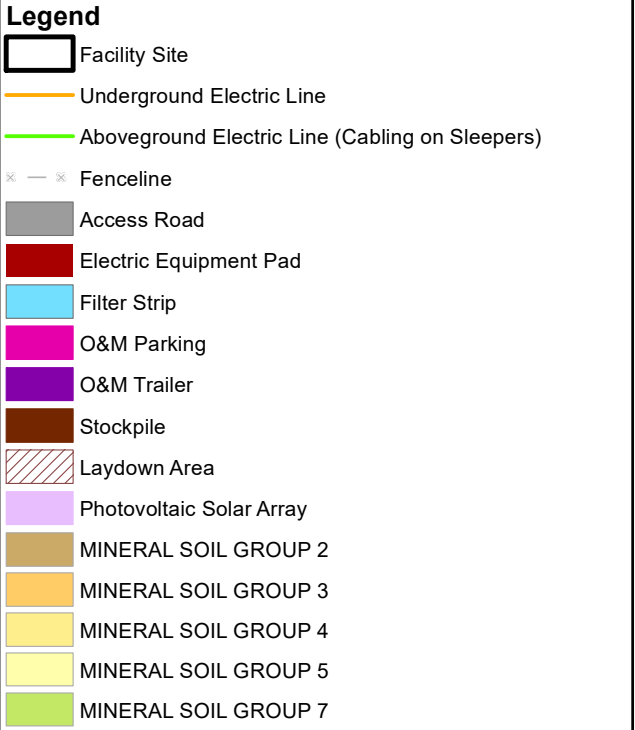 Legend
Facility Site
Underground Electric Line
Aboveground Electric Line (Cabling on Sleepers)
Fenceline
Access Road
Electric Equipment Pad
Filter Strip
O&M Parking
O&M Trailer
Stockpile
Laydown Area
Photovoltaic Solar Array
MINERAL SOIL GROUP 2
MINERAL SOIL GROUP 3
MINERAL SOIL GROUP 4
MINERAL SOIL GROUP 5
MINERAL SOIL GROUP 7